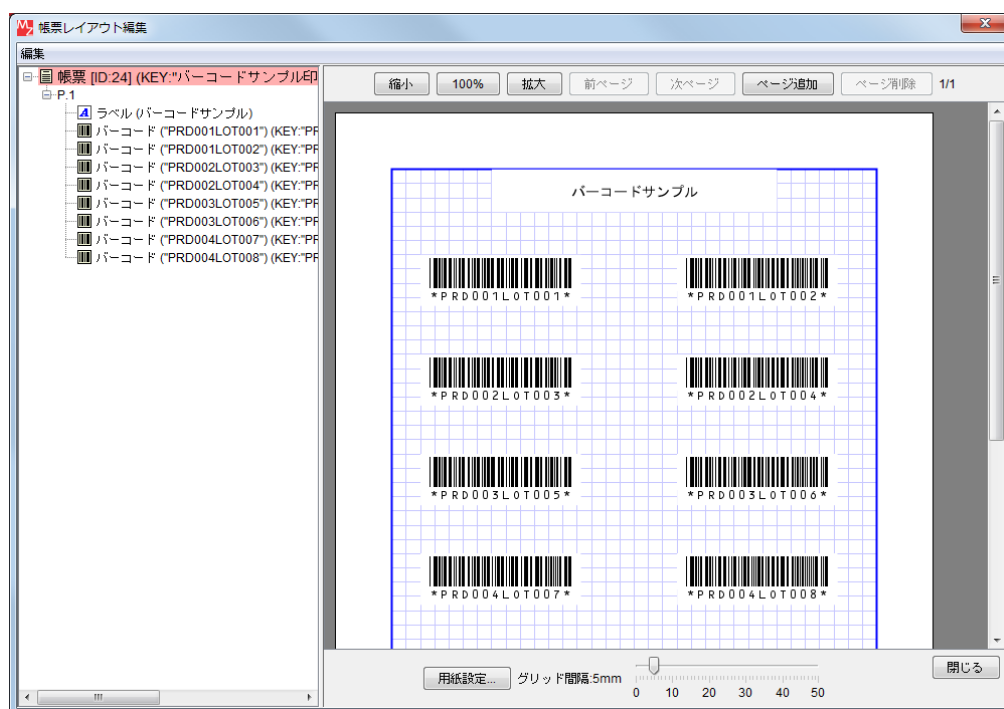 帳票レイアウト編集
編集
帳票 [ID:24] (KEY:"バーコードサンプル印
P.1
ラベル (バーコードサンプル)
バーコード ("PRD001LOT001") (KEY:"PR
バーコード ("PRD001LOT002") (KEY:"PR
バーコード ("PRD002LOT003") (KEY:"PR
バーコード ("PRD002LOT004") (KEY:"PR
バーコード ("PRD003LOT005") (KEY:"PR
バーコード ("PRD003LOT006") (KEY:"PR
バーコード ("PRD004LOT007") (KEY:"PR
バーコード ("PRD004LOT008") (KEY:"PR
縮小 100% 拡大 前ページ 次ページ ページ追加 ページ削除 1/1
バーコードサンプル
*PRD001LOT001* *PRD001LOT002*
*PRD002LOT003* *PRD002LOT004*
*PRD003LOT005* *PRD003LOT006*
*PRD004LOT007* *PRD004LOT008*
用紙設定... グリッド間隔:5mm
0 10 20 30 40 50
閉じる